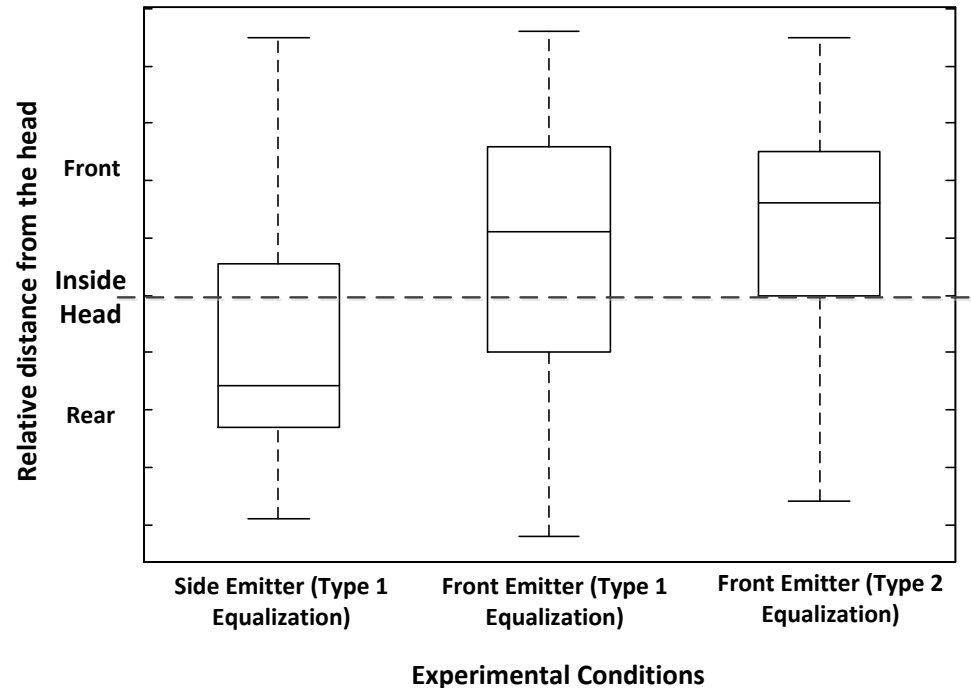 Relative distance from the head
Front
Inside
Head
Rear
Side Emitter (Type 1
Equalization)
Front Emitter (Type 1
Equalization)
Front Emitter (Type 2
Equalization)
Experimental Conditions